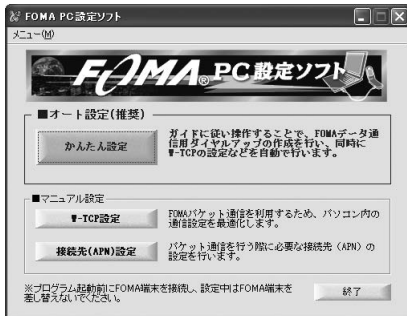 FOMA PC設定ソフト
メニュー(M)
FOMA® PC設定ソフト
■オート設定(推奨)
かんたん設定
ガイドに従い操作することで、FOMAデータ通
信用ダイヤルアップの作成を行い、同時に
W-TCPの設定などを自動で行います。
■マニュアル設定
W-TCP設定
FOMAパケット通信を利用するため、パソコン内の
通信設定を最適化します。
接続先(APN)設定
パケット通信を行う際に必要な接続先（APN）の
設定を行います。
※プログラム起動前にFOMA端末を接続し、設定中はFOMA端末を
差し替えないでください。
終了